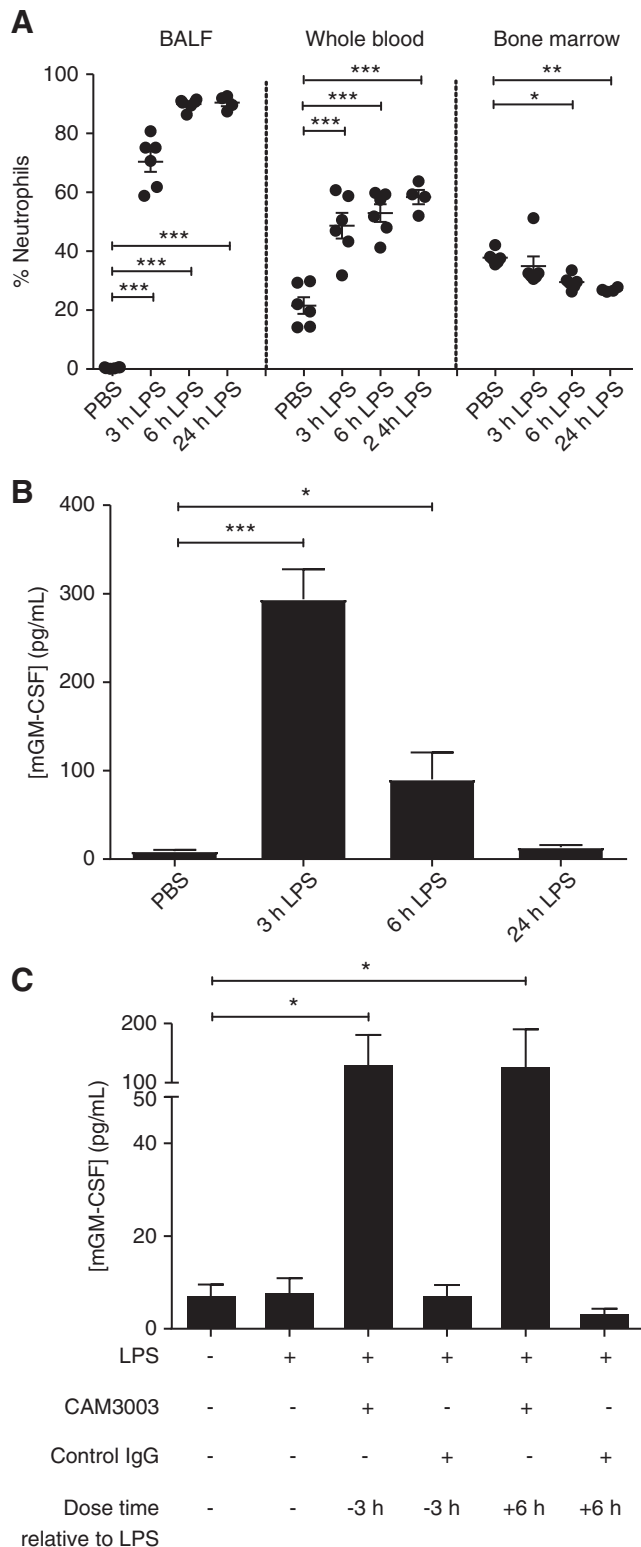 A
BALF Whole blood Bone marrow
% Neutrophils
100
80
60
40
20
0
*** *** ***
*** *** ***
** *
PBS 3 h LPS 6 h LPS 24 h LPS PBS 3 h LPS 6 h LPS 2 4h LPS PBS 3 h LPS 6 h LPS 24 h LPS
B
[mGM-CSF] (pg/mL)
400
300
200
100
0
*
***
PBS 3 h LPS 6 h LPS 24 h LPS
C
[mGM-CSF] (pg/mL)
*
*
200
100
50
40
20
0
LPS - + + + + +
CAM3003 - - + - + -
Control IgG - - - + - +
Dose time - - -3 h -3 h +6 h +6 h
relative to LPS